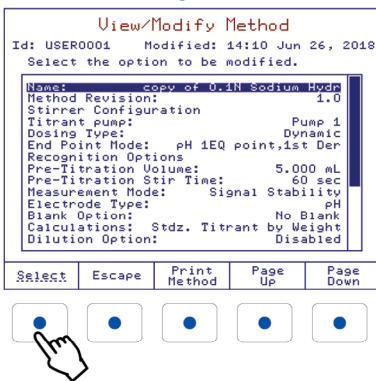 View/Modify Method
Id: USER0001 Modified: 14:10 Jun 26, 2018
Select the option to be modified.
Name: copy of 0.1N Sodium Hydr
Method Revision: 1.0
Stirrer Configuration
Titrant pump: Pump 1
Dosing Type: Dynamic
End Point Mode: pH 1EQ point,1st Der
Recognition Options
Pre-Titration Volume: 5.000 mL
Pre-Titration Stir Time: 60 sec
Measurement Mode: Signal Stability
Electrode Type: pH
Blank Option: No Blank
Calculations: Stdz. Titrant by Weight
Dilution Option: Disabled
Select Escape Print Method Page Up Page Down